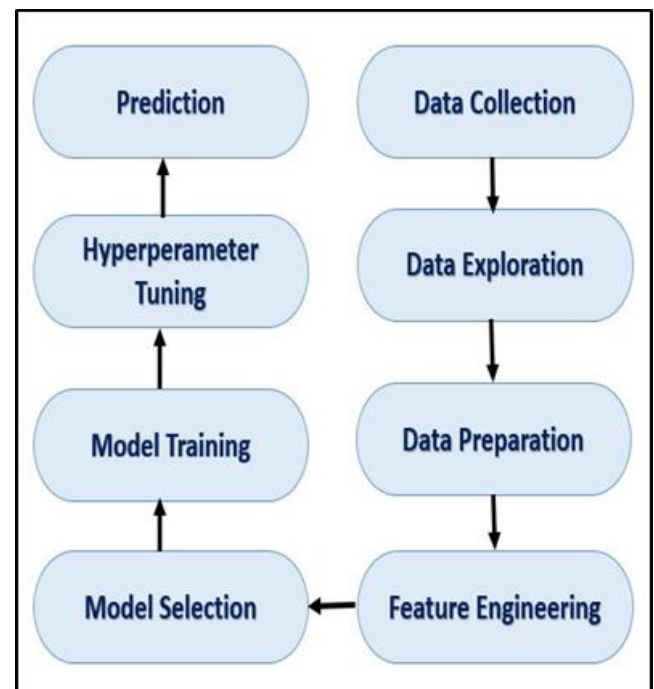 Prediction
Data Collection
Hyperperameter
Tuning
Data Exploration
Model Training
Data Preparation
Model Selection
Feature Engineering